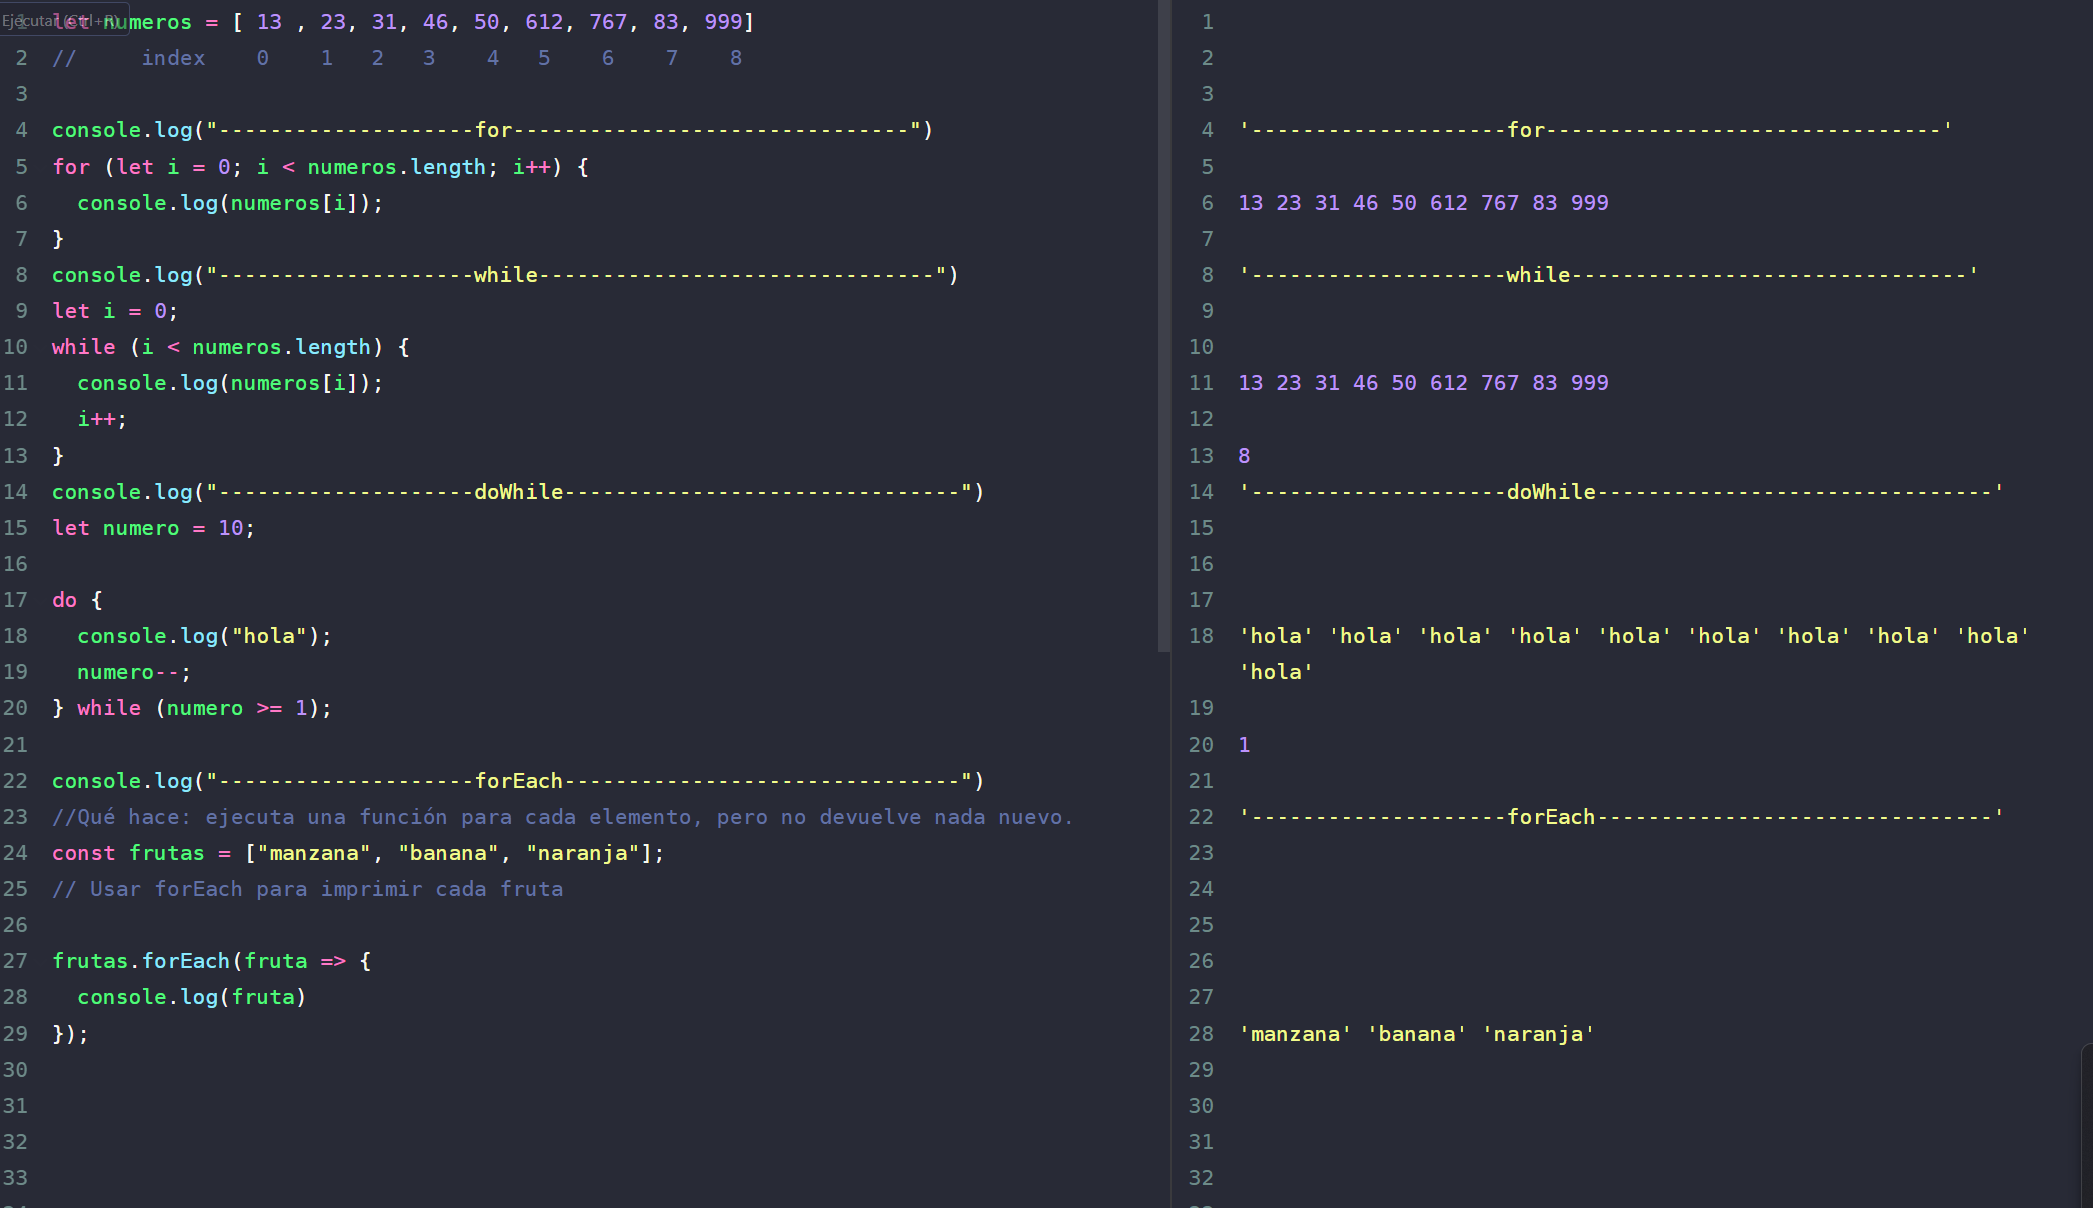 Ejecutar (Ctrl+R)
1 let numeros = [ 13 , 23, 31, 46, 50, 612, 767, 83, 999]
2 //     index    0    1   2   3    4   5    6    7    8
3
4 console.log("--------------------for-------------------------------")
5 for (let i = 0; i < numeros.length; i++) {
6   console.log(numeros[i]);
7 }
8 console.log("--------------------while-------------------------------")
9 let i = 0;
10 while (i < numeros.length) {
11   console.log(numeros[i]);
12   i++;
13 }
14 console.log("--------------------doWhile-------------------------------")
15 let numero = 10;
16
17 do {
18   console.log("hola");
19   numero--;
20 } while (numero >= 1);
21
22 console.log("--------------------forEach-------------------------------")
23 //Qué hace: ejecuta una función para cada elemento, pero no devuelve nada nuevo.
24 const frutas = ["manzana", "banana", "naranja"];
25 // Usar forEach para imprimir cada fruta
26
27 frutas.forEach(fruta => {
28   console.log(fruta)
29 });
30
31
32
33
1
2
3
4 '--------------------for-------------------------------'
5
6 13 23 31 46 50 612 767 83 999
7
8 '--------------------while-------------------------------'
9
10
11 13 23 31 46 50 612 767 83 999
12
13 8
14 '--------------------doWhile-------------------------------'
15
16
17
18 'hola' 'hola' 'hola' 'hola' 'hola' 'hola' 'hola' 'hola' 'hola'
'hola'
19
20 1
21
22 '--------------------forEach-------------------------------'
23
24
25
26
27
28 'manzana' 'banana' 'naranja'
29
30
31
32